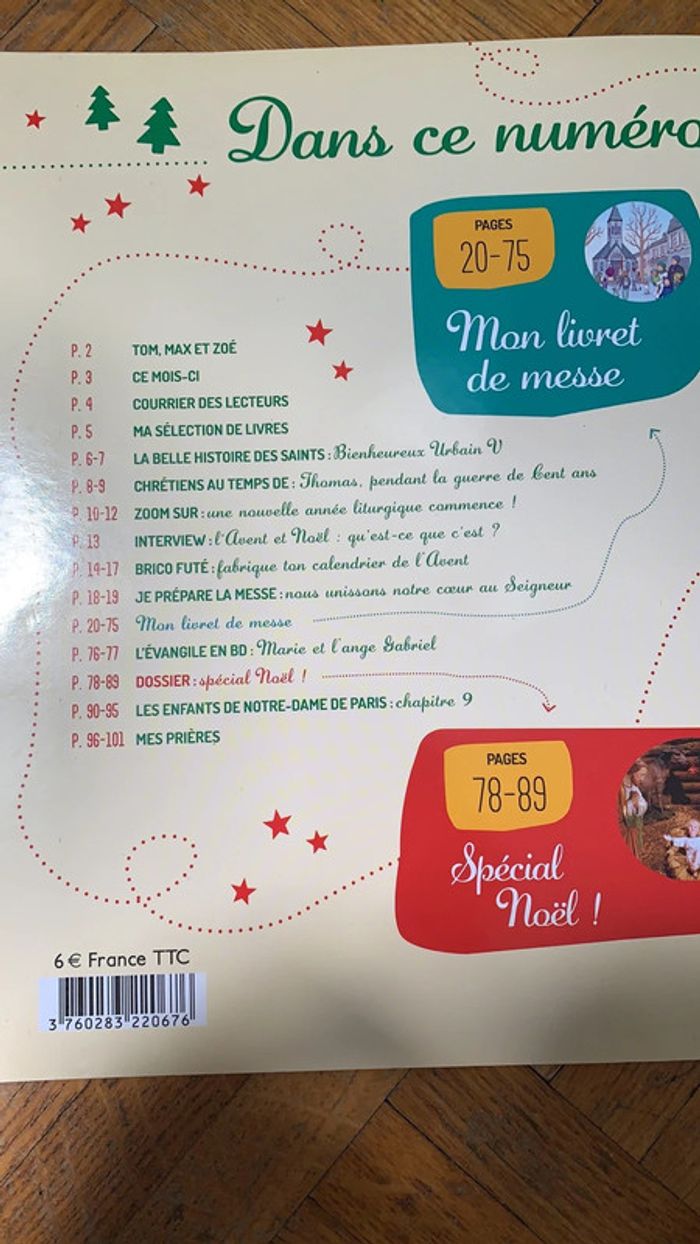 Dans ce numéro
PAGES
20-75
Mon livret
de messe
P. 2 TOM, MAX ET ZOÉ
P. 3 CE MOIS-CI
P. 4 COURRIER DES LECTEURS
P. 5 MA SÉLECTION DE LIVRES
P. 6-7 LA BELLE HISTOIRE DES SAINTS : Bienheureux Urbain V
P. 8-9 CHRÉTIENS AU TEMPS DE : Thomas, pendant la guerre de Cent ans
P. 10-12 ZOOM SUR : une nouvelle année liturgique commence !
P. 13 INTERVIEW : l'Avent et Noël : qu'est-ce que c'est ?
P. 14-17 BRICO FUTÉ : fabrique ton calendrier de l'Avent
P. 18-19 JE PRÉPARE LA MESSE : nous unissons notre cœur au Seigneur
P. 20-75 Mon livret de messe
P. 76-77 L'ÉVANGILE EN BD : Marie et l'ange Gabriel
P. 78-89 DOSSIER : spécial Noël !
P. 90-95 LES ENFANTS DE NOTRE-DAME DE PARIS : chapitre 9
P. 96-101 MES PRIÈRES
PAGES
78-89
Spécial
Noël !
6 € France TTC
3 760283 220676